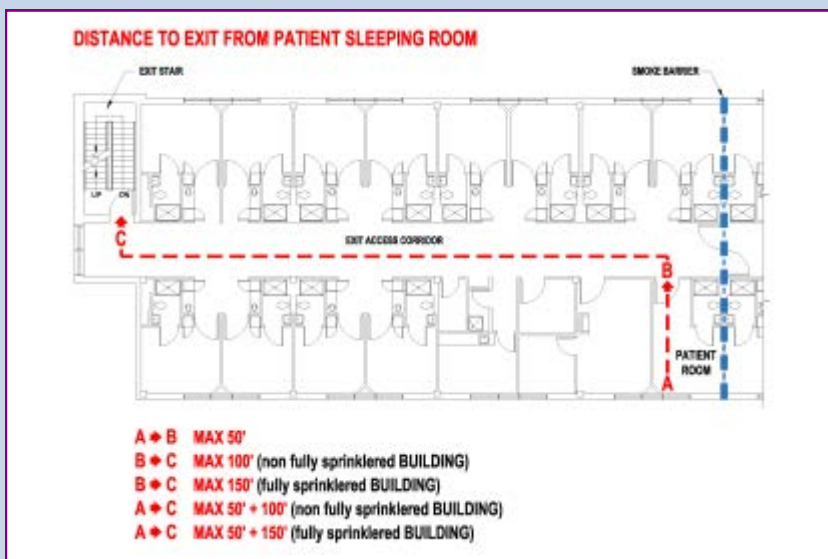 DISTANCE TO EXIT FROM PATIENT SLEEPING ROOM
EXIT STAIR
SMOKE BARRIER
UP DN
C
EXIT ACCESS CORRIDOR
B
PATIENT
ROOM
A
A → B MAX 50'
B → C MAX 100' (non fully sprinklered BUILDING)
B → C MAX 150' (fully sprinklered BUILDING)
A → C MAX 50' + 100' (non fully sprinklered BUILDING)
A → C MAX 50' + 150' (fully sprinklered BUILDING)